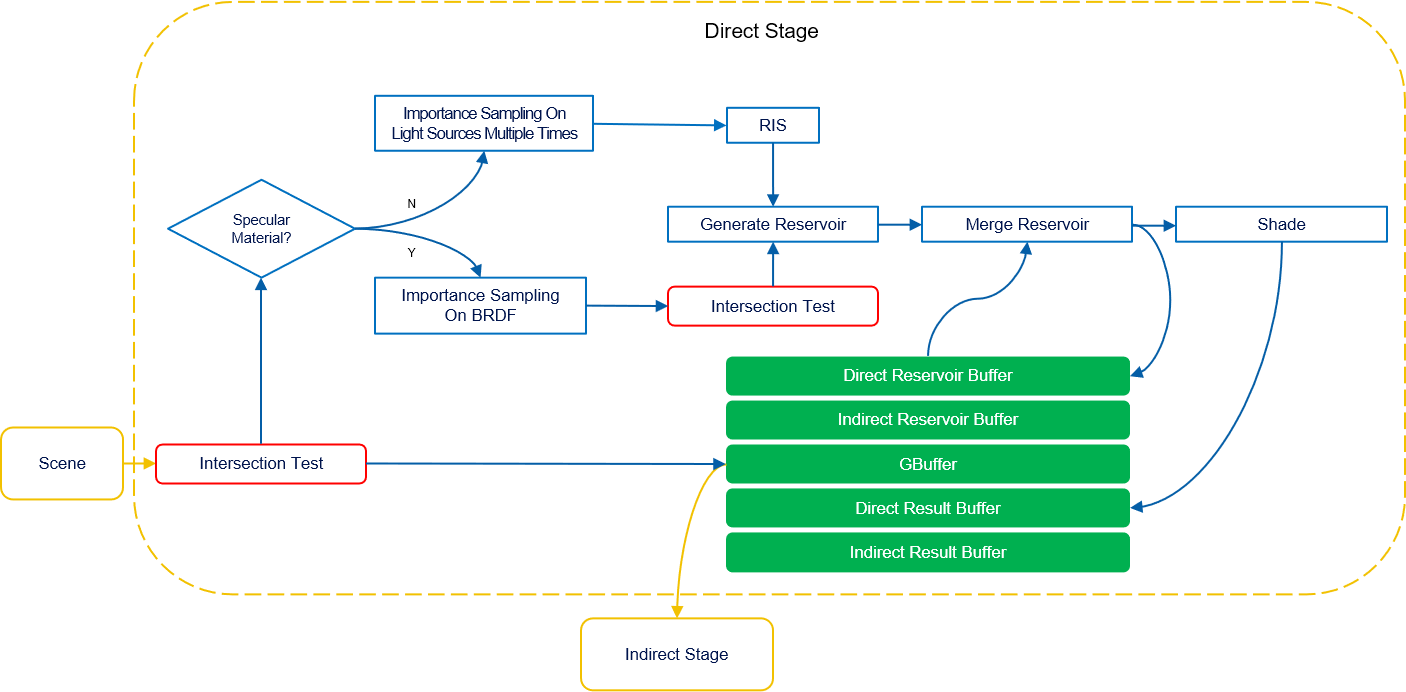 Direct Stage
Importance Sampling On
Light Sources Multiple Times
RIS
Specular
Material?
N
Y
Generate Reservoir
Merge Reservoir
Shade
Importance Sampling
On BRDF
Intersection Test
Direct Reservoir Buffer
Indirect Reservoir Buffer
Scene
Intersection Test
GBuffer
Direct Result Buffer
Indirect Result Buffer
Indirect Stage